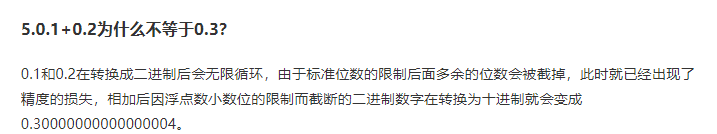 5.0.1+0.2为什么不等于0.3?
0.1和0.2在转换成二进制后会无限循环，由于标准位数的限制后面多余的位数会被截掉，此时就已经出现了
精度的损失，相加后因浮点数小数位的限制而截断的二进制数字在转换为十进制就会变成
0.30000000000000004。